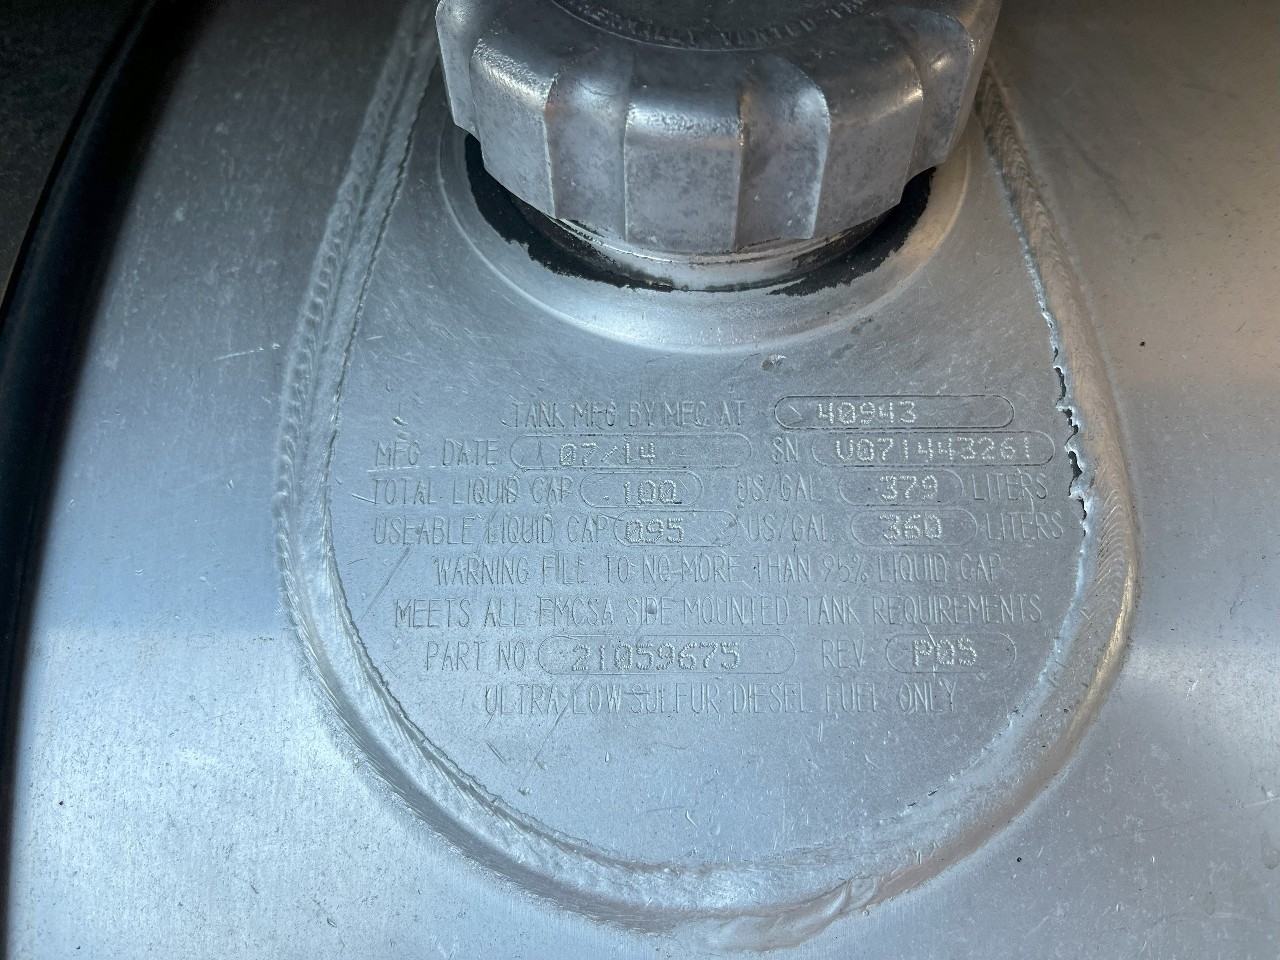 VENTED
TANK MFG BY MFG AT 40943
MFG DATE 07/14 SN V071443261
TOTAL LIQUID CAP 100 US/GAL 379 LITERS
USEABLE LIQUID CAP 095 US/GAL 360 LITERS
WARNING FILL TO NO MORE THAN 95% LIQUID CAP
MEETS ALL FMCSA SIDE MOUNTED TANK REQUIREMENTS
PART NO 21059675 REV P05
ULTRA LOW SULFUR DIESEL FUEL ONLY